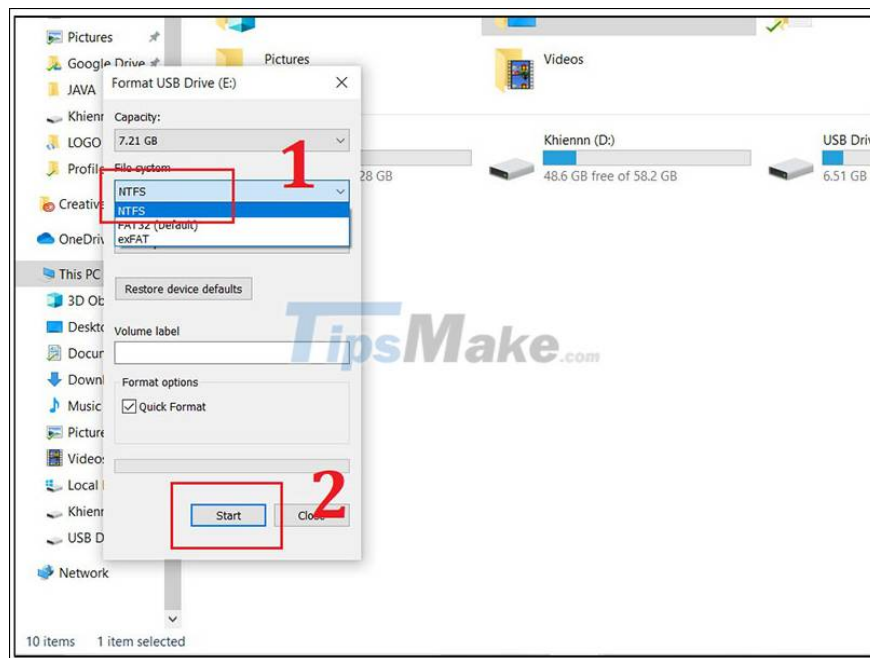 Pictures
Google Drive
JAVA
Khienn
LOGO
Profile
Creative
OneDriv
This PC
3D Ob
Deskto
Docur
Downl
Music
Picture
Video
Local
Khienn
USB D
Network
10 items 1 item selected
Pictures
Videos
28 GB
Khiennn (D:)
48.6 GB free of 58.2 GB
USB Driv
6.51 GB
Format USB Drive (E:)
Capacity:
7.21 GB
File system
NTFS
NTFS
FAT32 (Default)
exFAT
Restore device defaults
Volume label
Format options
Quick Format
Start Close
1
2
TipsMake.com